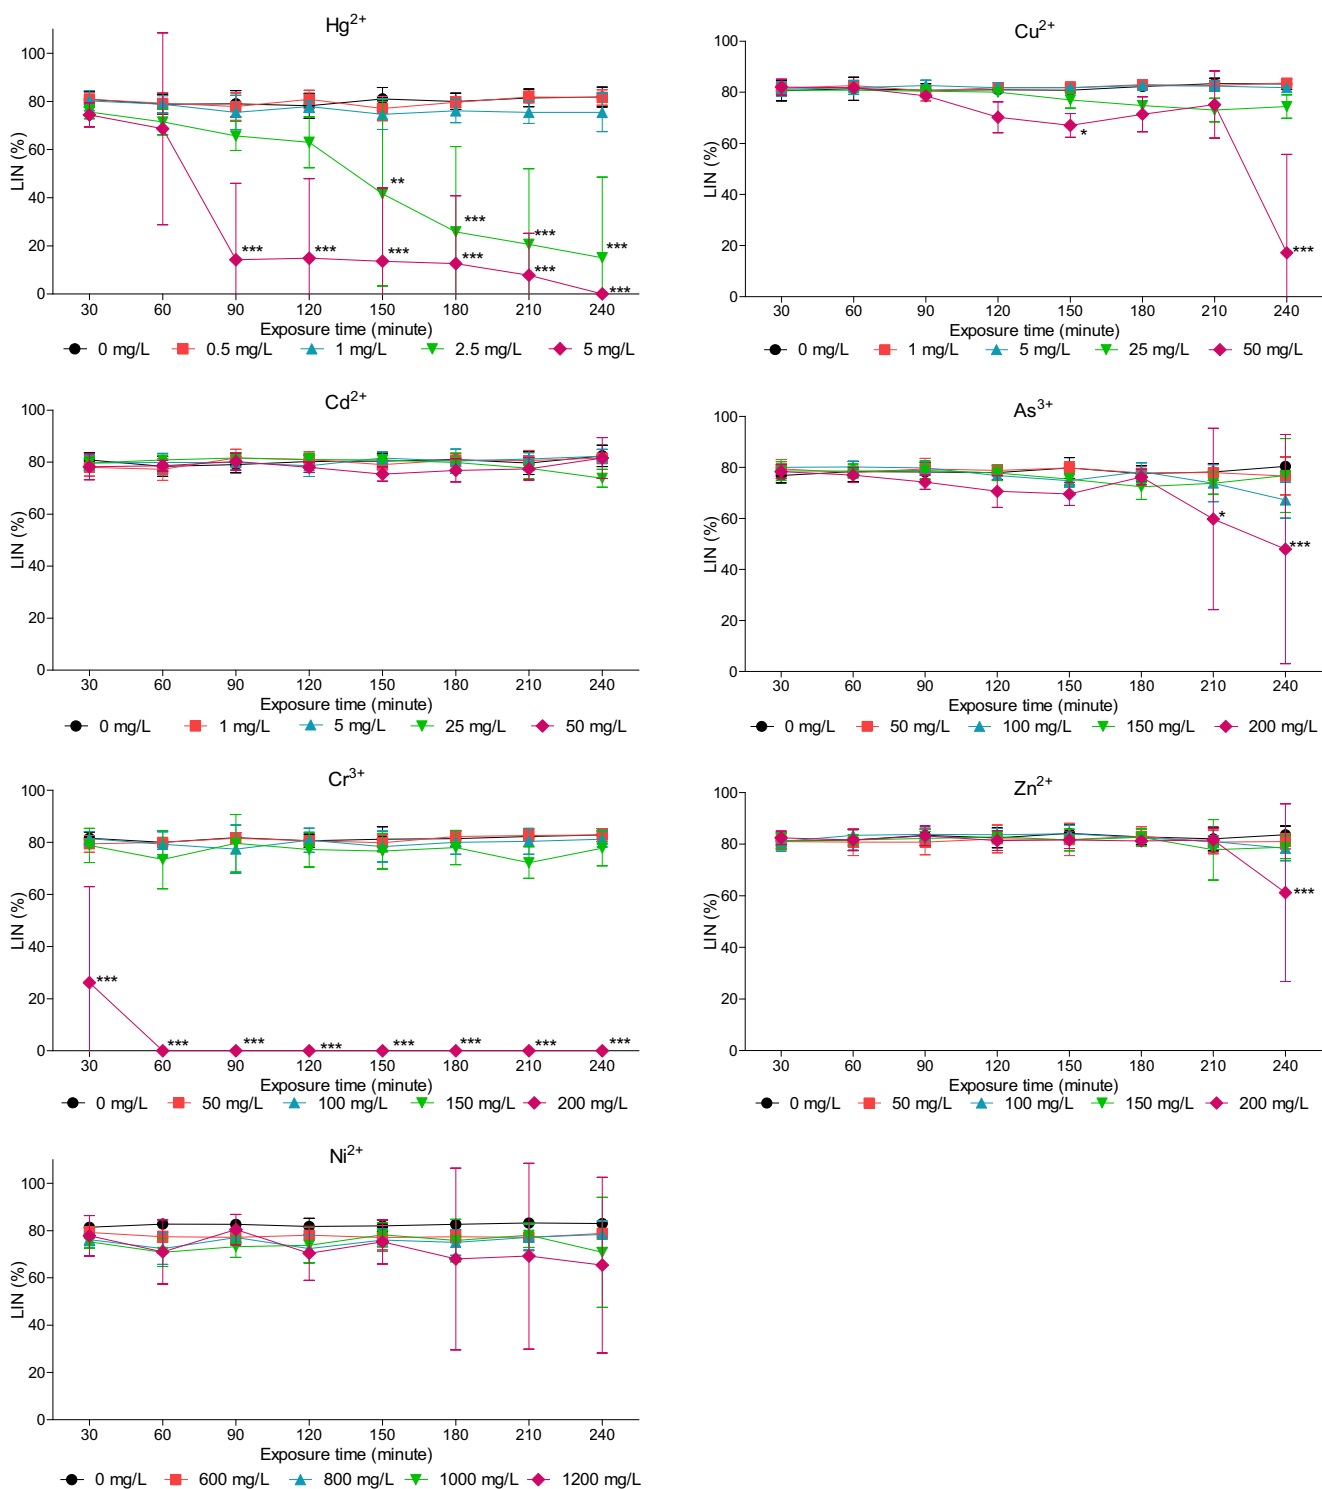 Hg2+
LIN (%)
100
80
60
40
20
0
**
***
***
***
***
***
***
***
***
***
30 60 90 120 150 180 210 240
Exposure time (minute)
0 mg/L 0.5 mg/L 1 mg/L 2.5 mg/L 5 mg/L
Cu2+
LIN (%)
100
80
60
40
20
0
*
***
30 60 90 120 150 180 210 240
Exposure time (minute)
0 mg/L 1 mg/L 5 mg/L 25 mg/L 50 mg/L
Cd2+
LIN (%)
100
80
60
40
20
0
30 60 90 120 150 180 210 240
Exposure time (minute)
0 mg/L 1 mg/L 5 mg/L 25 mg/L 50 mg/L
As3+
LIN (%)
100
80
60
40
20
0
*
***
30 60 90 120 150 180 210 240
Exposure time (minute)
0 mg/L 50 mg/L 100 mg/L 150 mg/L 200 mg/L
Cr3+
LIN (%)
100
80
60
40
20
0
***
*** *** *** *** *** *** ***
30 60 90 120 150 180 210 240
Exposure time (minute)
0 mg/L 50 mg/L 100 mg/L 150 mg/L 200 mg/L
Zn2+
LIN (%)
100
80
60
40
20
0
***
30 60 90 120 150 180 210 240
Exposure time (minute)
0 mg/L 50 mg/L 100 mg/L 150 mg/L 200 mg/L
Ni2+
LIN (%)
100
80
60
40
20
0
30 60 90 120 150 180 210 240
Exposure time (minute)
0 mg/L 600 mg/L 800 mg/L 1000 mg/L 1200 mg/L